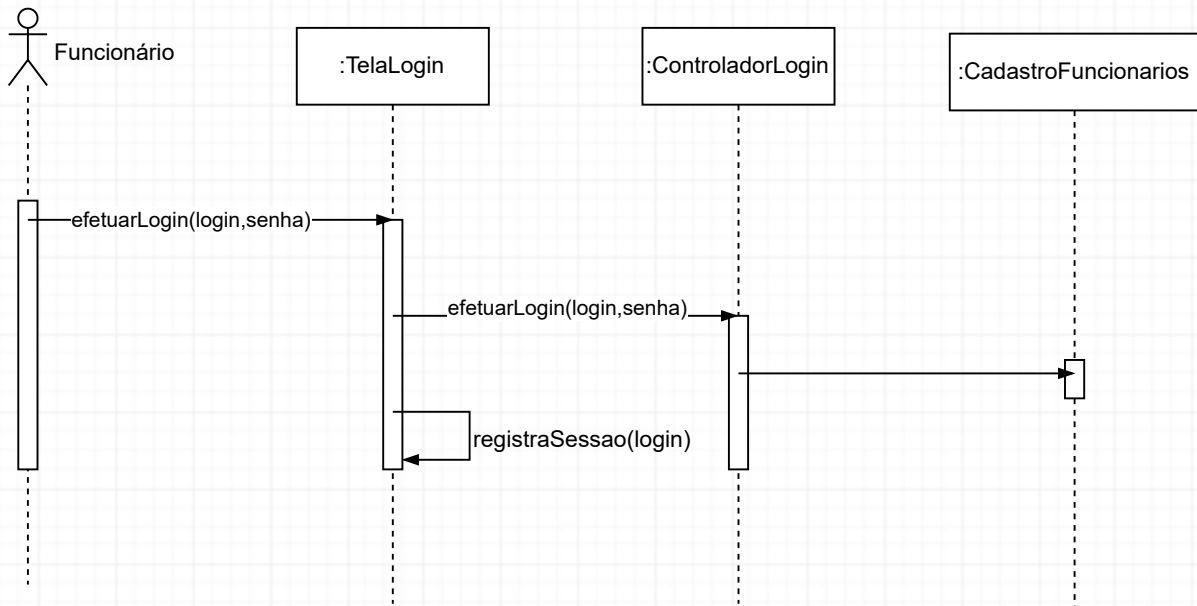 Funcionário
:TelaLogin
:ControladorLogin
:CadastroFuncionarios
efetuarLogin(login,senha)
efetuarLogin(login,senha)
registraSessao(login)